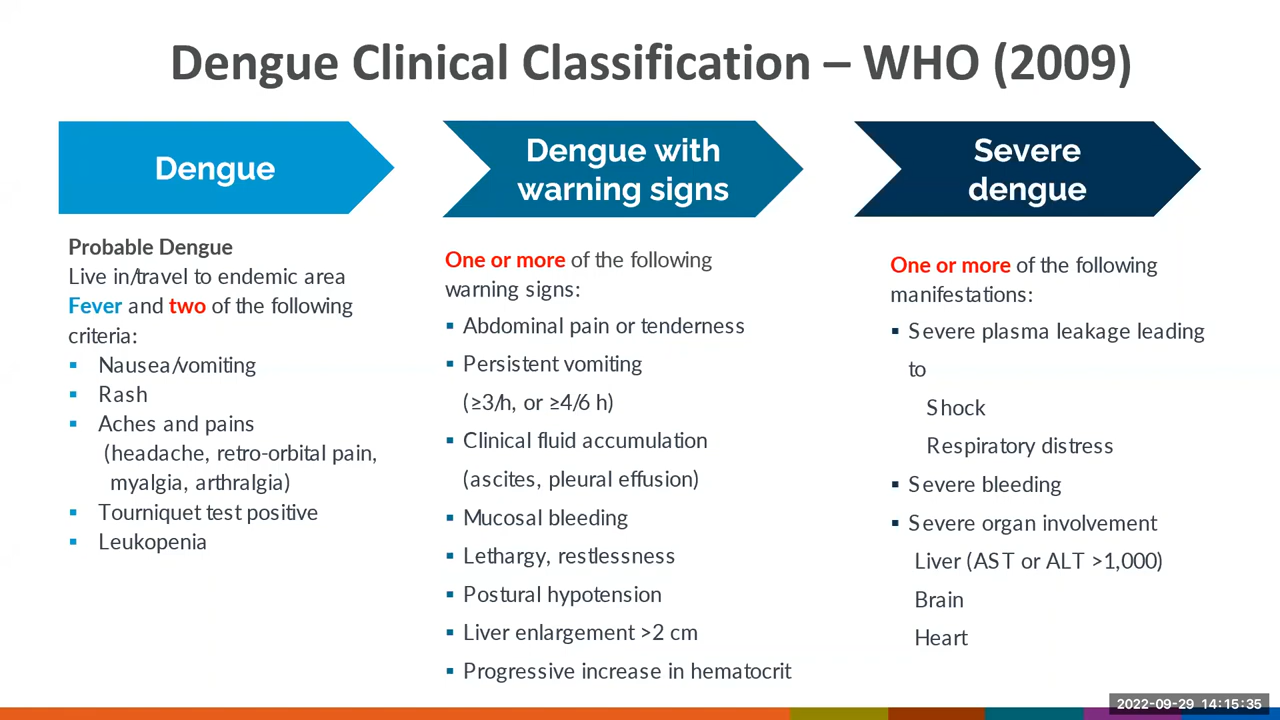 Dengue Clinical Classification – WHO (2009)
Dengue
Probable Dengue
Live in/travel to endemic area
Fever and two of the following
criteria:
▪ Nausea/vomiting
▪ Rash
▪ Aches and pains
(headache, retro-orbital pain,
myalgia, arthralgia)
▪ Tourniquet test positive
▪ Leukopenia
Dengue with
warning signs
One or more of the following
warning signs:
▪ Abdominal pain or tenderness
▪ Persistent vomiting
(≥3/h, or ≥4/6 h)
▪ Clinical fluid accumulation
(ascites, pleural effusion)
▪ Mucosal bleeding
▪ Lethargy, restlessness
▪ Postural hypotension
▪ Liver enlargement >2 cm
▪ Progressive increase in hematocrit
Severe
dengue
One or more of the following
manifestations:
▪ Severe plasma leakage leading
to
Shock
Respiratory distress
▪ Severe bleeding
▪ Severe organ involvement
Liver (AST or ALT >1,000)
Brain
Heart
2022-09-29 14:15:35